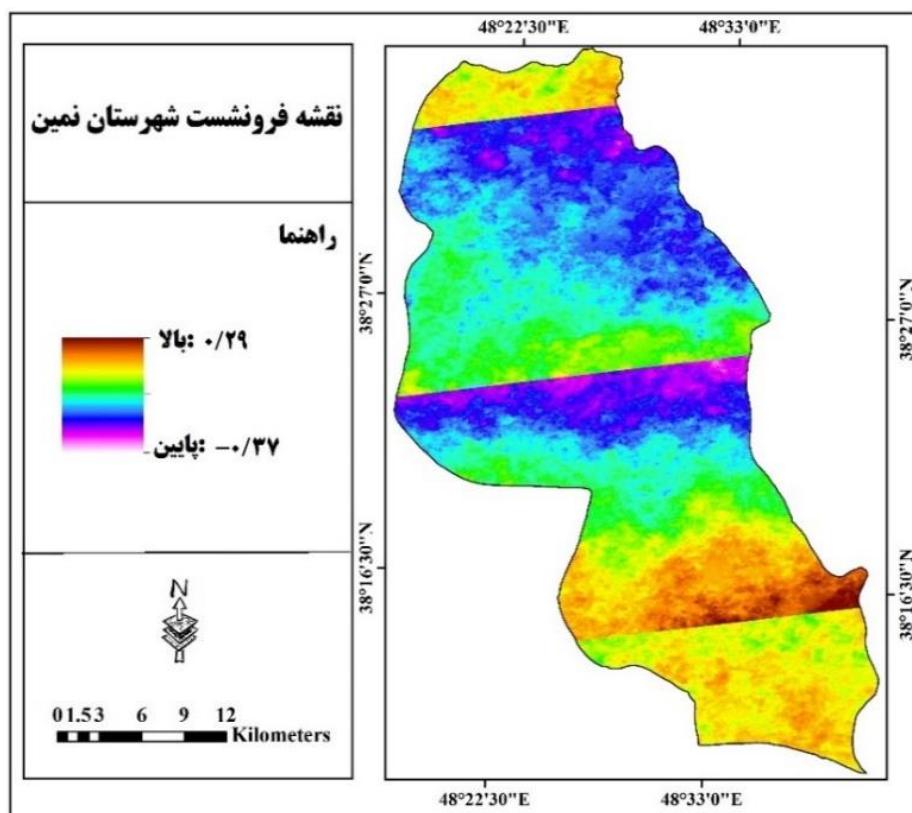 نقشه فرونشست شهرستان نمین
راهنما
بالا: ۰/۲۹
پایین: -۰/۳۷
N
0 1.5 3 6 9 12
Kilometers
48°22'30"E 48°33'0"E
38°27'0"N
38°27'0"N
38°16'30"N
38°16'30"N
48°22'30"E 48°33'0"E